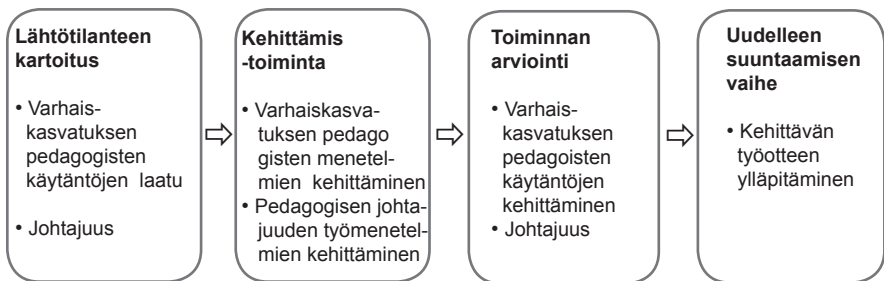 Lähtötilanteen
kartoitus
• Varhais-
kasvatuksen
pedagogisten
käytäntöjen laatu
• Johtajuus
Kehittämis
-toiminta
• Varhaiskasva-
tuksen pedago
gisten menetel-
mien kehittäminen
• Pedagogisen johta-
juuden työmenetel-
mien kehittäminen
Toiminnan
arviointi
• Varhais-
kasvatuksen
pedagoisten
käytäntöjen
kehittäminen
• Johtajuus
Uudelleen
suuntaamisen
vaihe
• Kehittävän
työotteen
ylläpitäminen